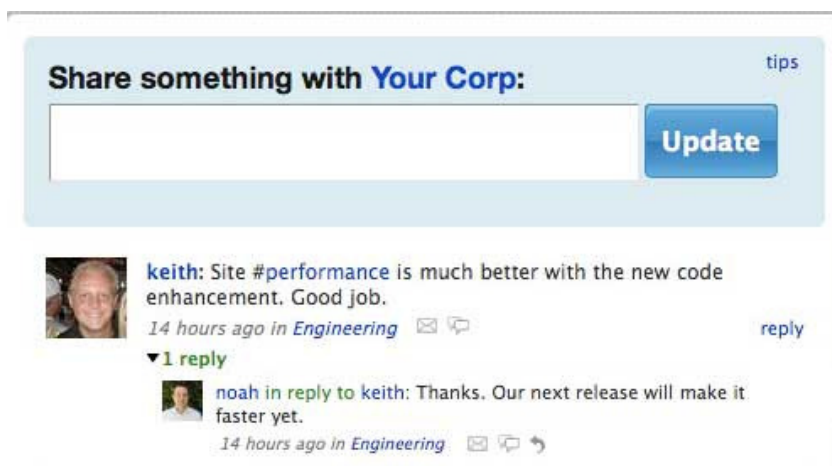 tips
Share something with Your Corp:
Update
keith: Site #performance is much better with the new code
enhancement. Good job.
14 hours ago in Engineering
reply
▼1 reply
noah in reply to keith: Thanks. Our next release will make it
faster yet.
14 hours ago in Engineering